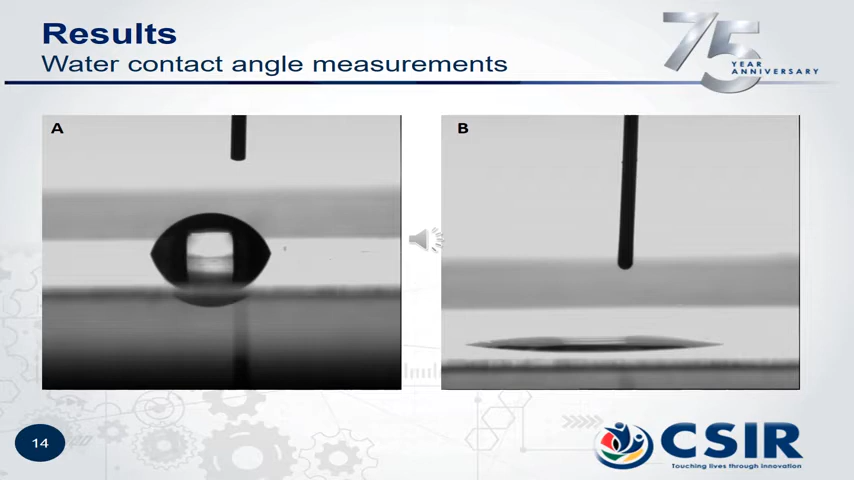 Results
Water contact angle measurements
75
YEAR
ANNIVERSARY
A
B
14
CSIR
Touching lives through innovation